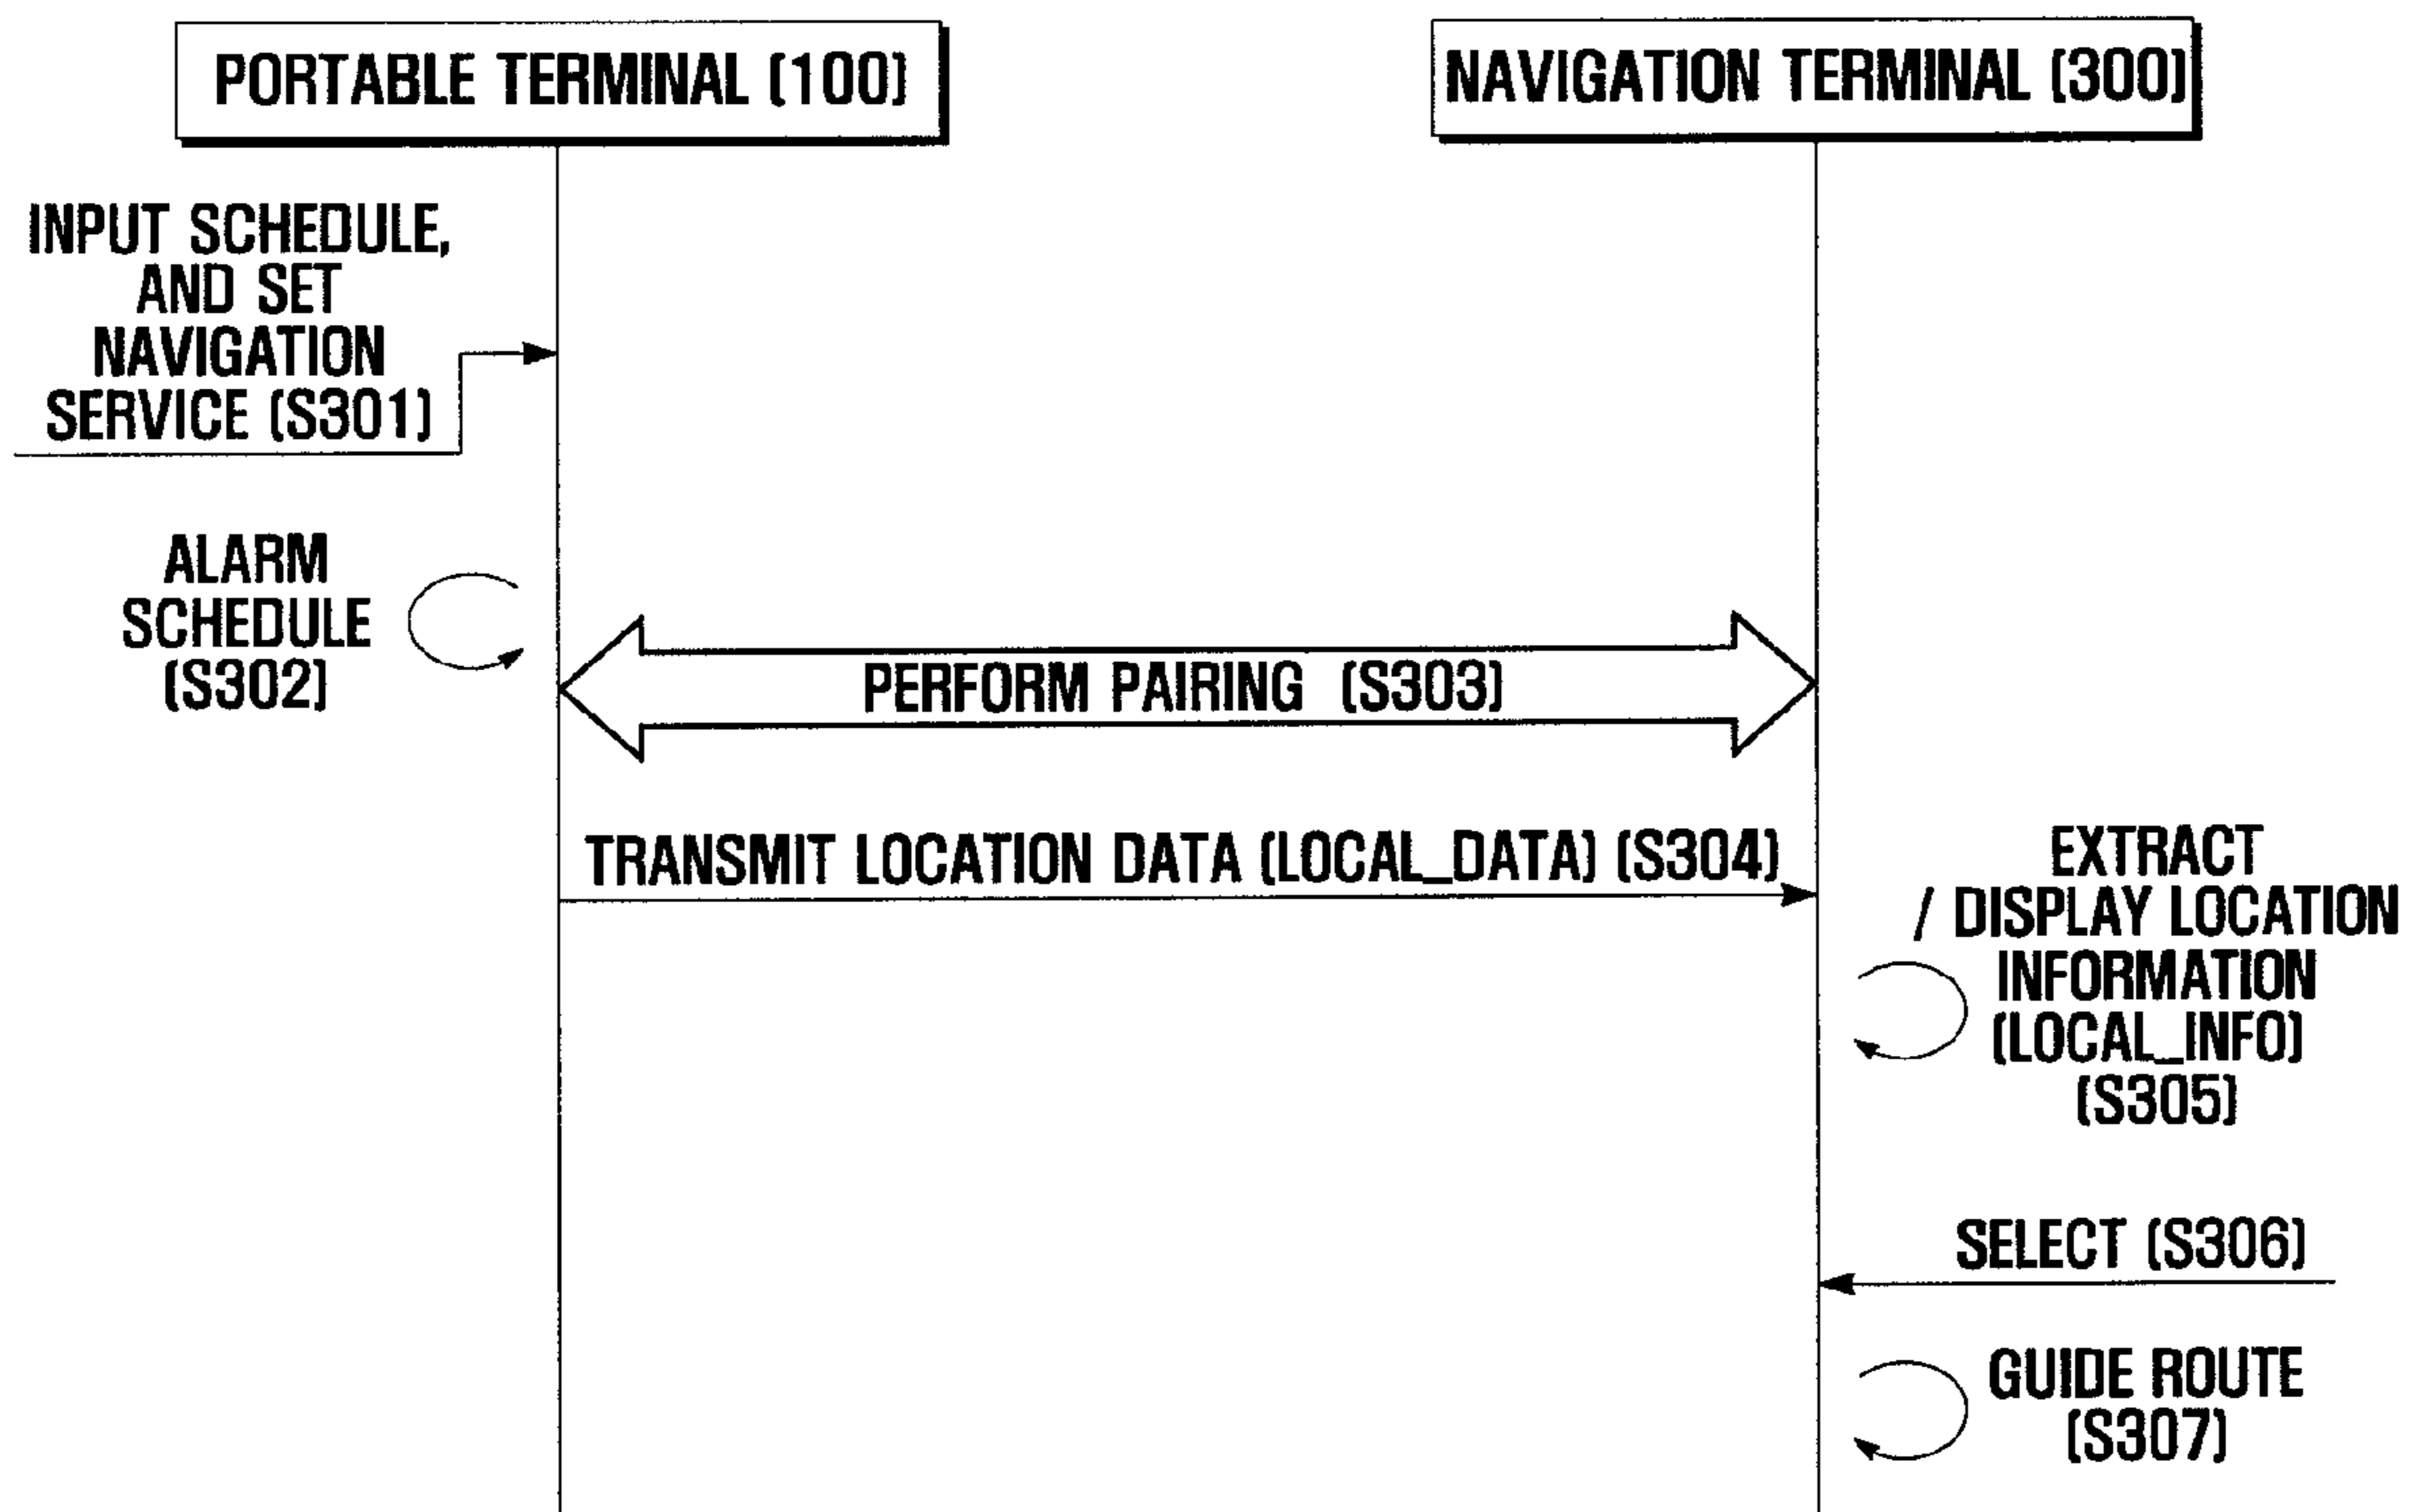 PORTABLE TERMINAL (100)
NAVIGATION TERMINAL (300)
INPUT SCHEDULE,
AND SET
NAVIGATION
SERVICE (S301)
ALARM
SCHEDULE
(S302)
PERFORM PAIRING (S303)
TRANSMIT LOCATION DATA (LOCAL_DATA) (S304)
EXTRACT
/ DISPLAY LOCATION
INFORMATION
(LOCAL_INFO)
(S305)
SELECT (S306)
GUIDE ROUTE
(S307)